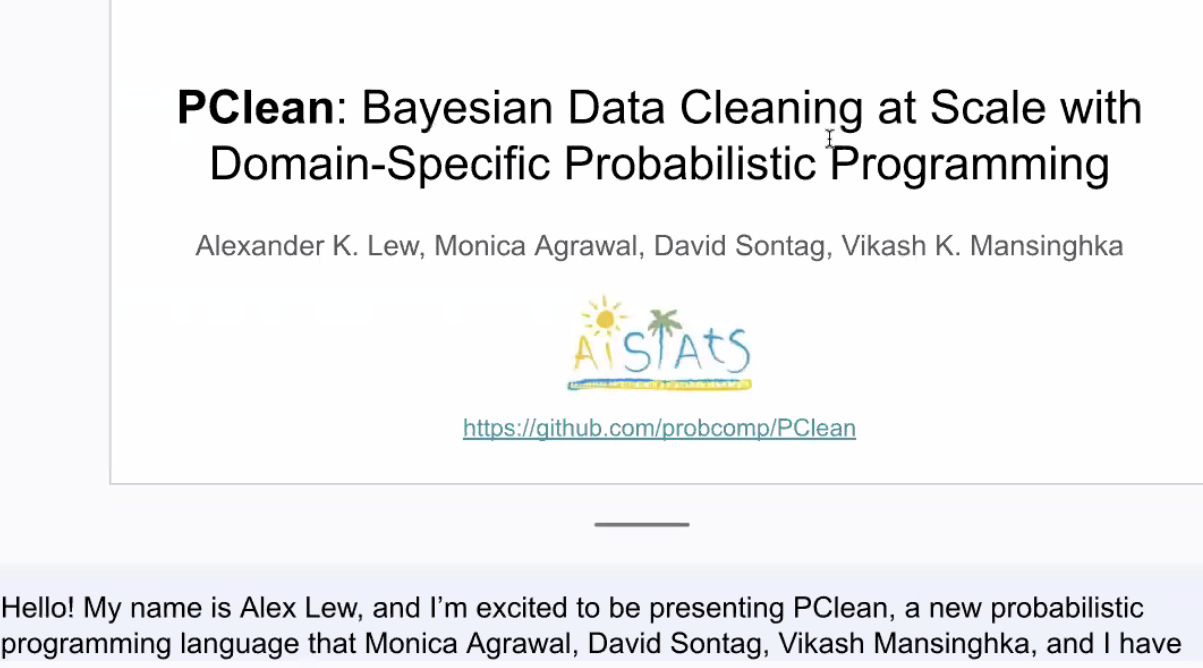 PClean: Bayesian Data Cleaning at Scale with
Domain-Specific Probabilistic Programming
Alexander K. Lew, Monica Agrawal, David Sontag, Vikash K. Mansinghka
AiStAtS
https://github.com/probcomp/PClean
Hello! My name is Alex Lew, and I’m excited to be presenting PClean, a new probabilistic
programming language that Monica Agrawal, David Sontag, Vikash Mansinghka, and I have